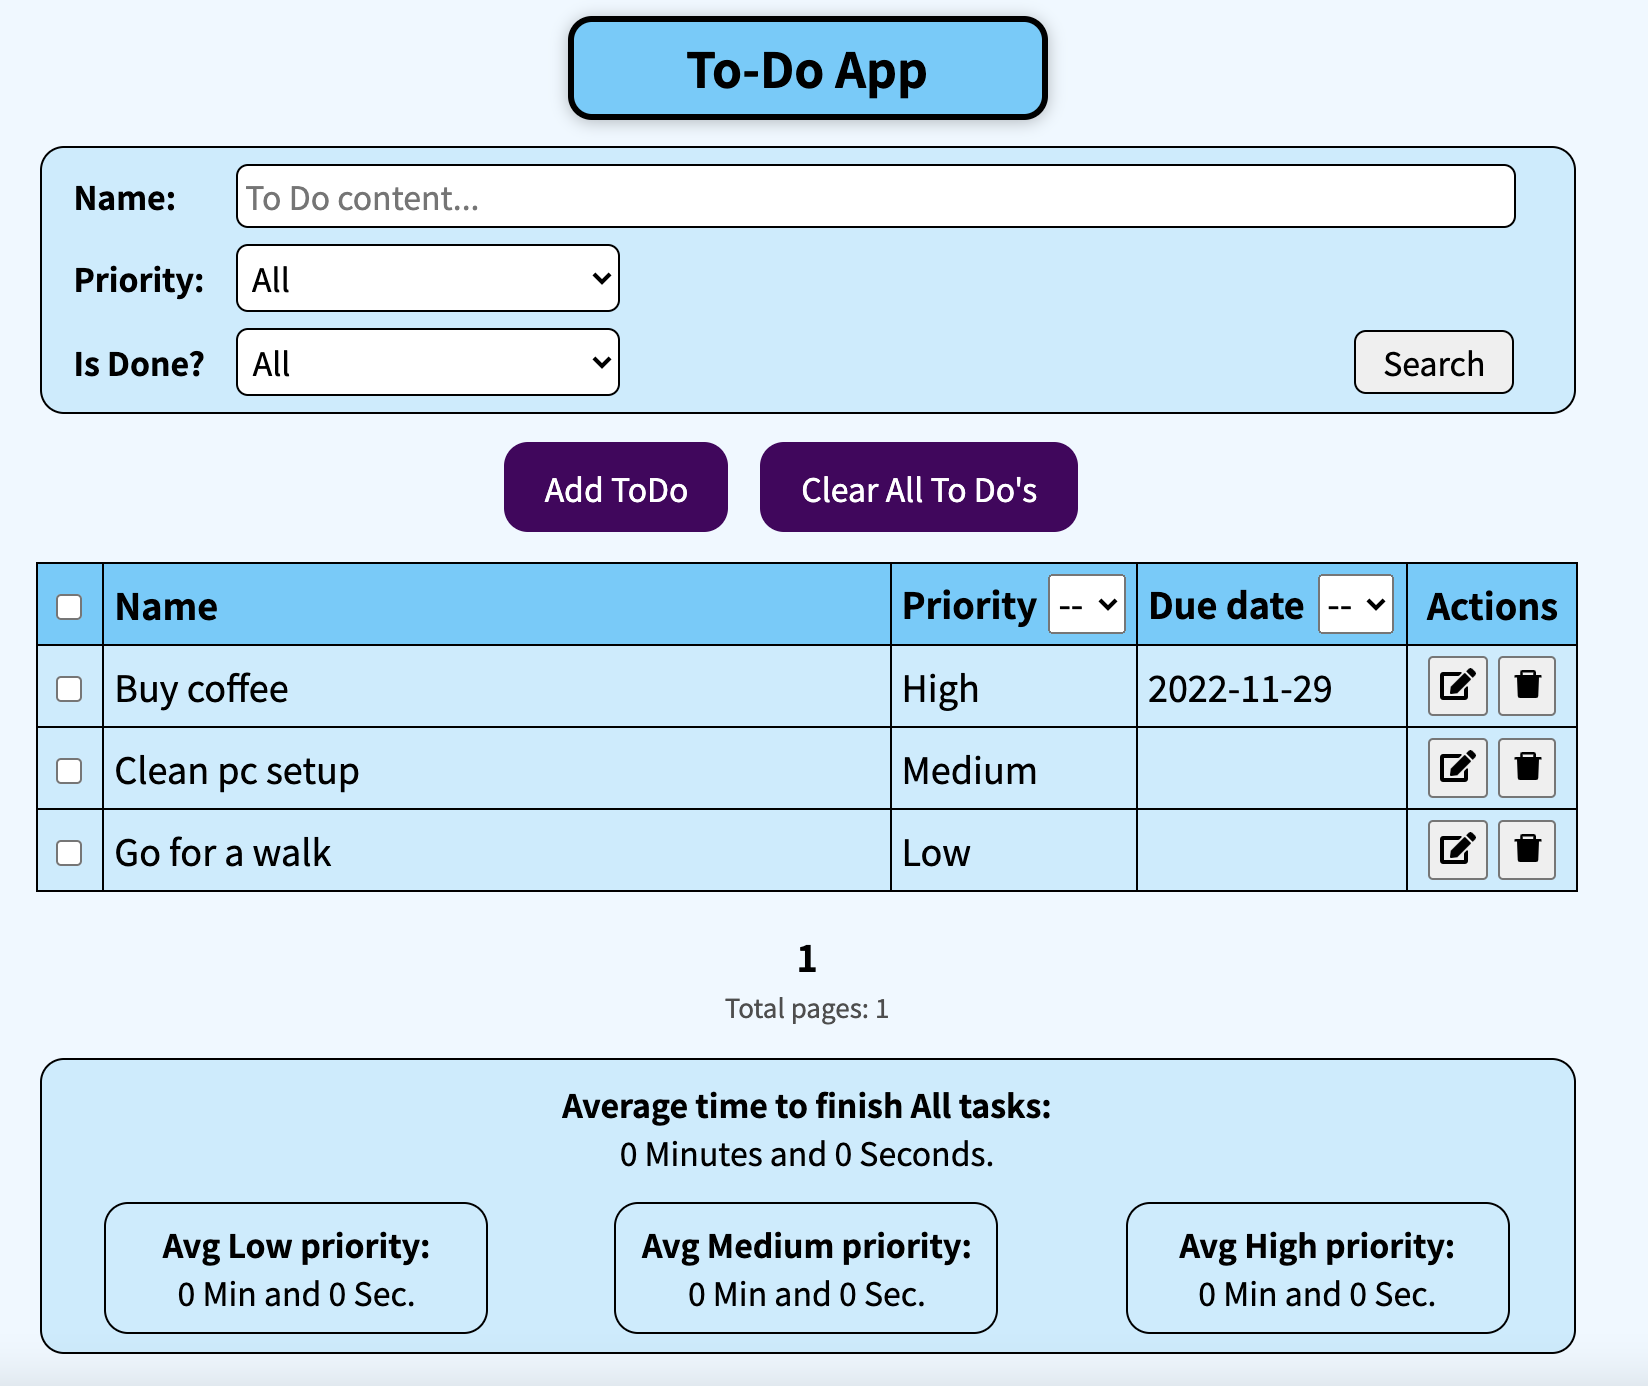 To-Do App
Name: To Do content...
Priority: All
Is Done? All Search
Add ToDo Clear All To Do's
Name Priority -- Due date -- Actions
Buy coffee High 2022-11-29
Clean pc setup Medium
Go for a walk Low
1
Total pages: 1
Average time to finish All tasks:
0 Minutes and 0 Seconds.
Avg Low priority: Avg Medium priority: Avg High priority:
0 Min and 0 Sec. 0 Min and 0 Sec. 0 Min and 0 Sec.